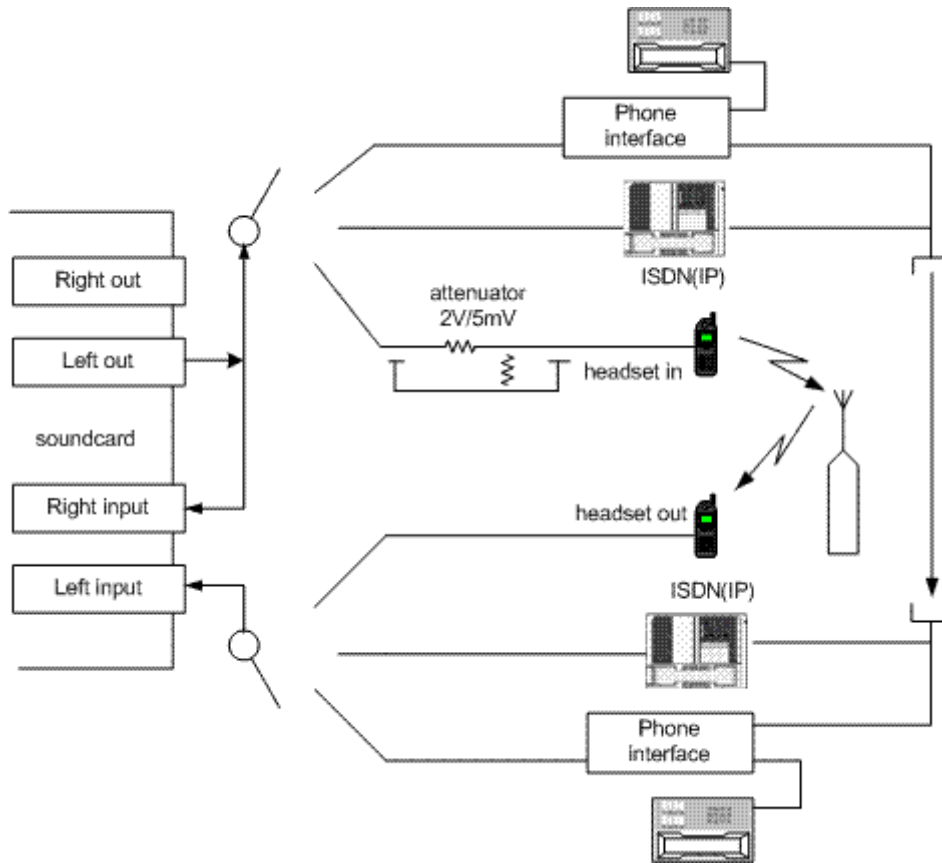 Phone
interface
ISDN(IP)
Right out
attenuator
2V/5mV
Left out
headset in
soundcard
Right input
headset out
Left input
ISDN(IP)
Phone
interface